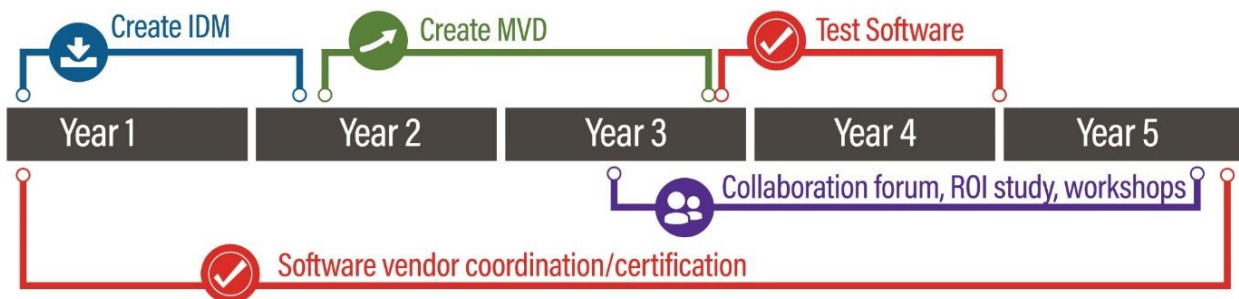 Create IDM
Create MVD
Test Software
Year 1
Year 2
Year 3
Year 4
Year 5
Collaboration forum, ROI study, workshops
Software vendor coordination/certification